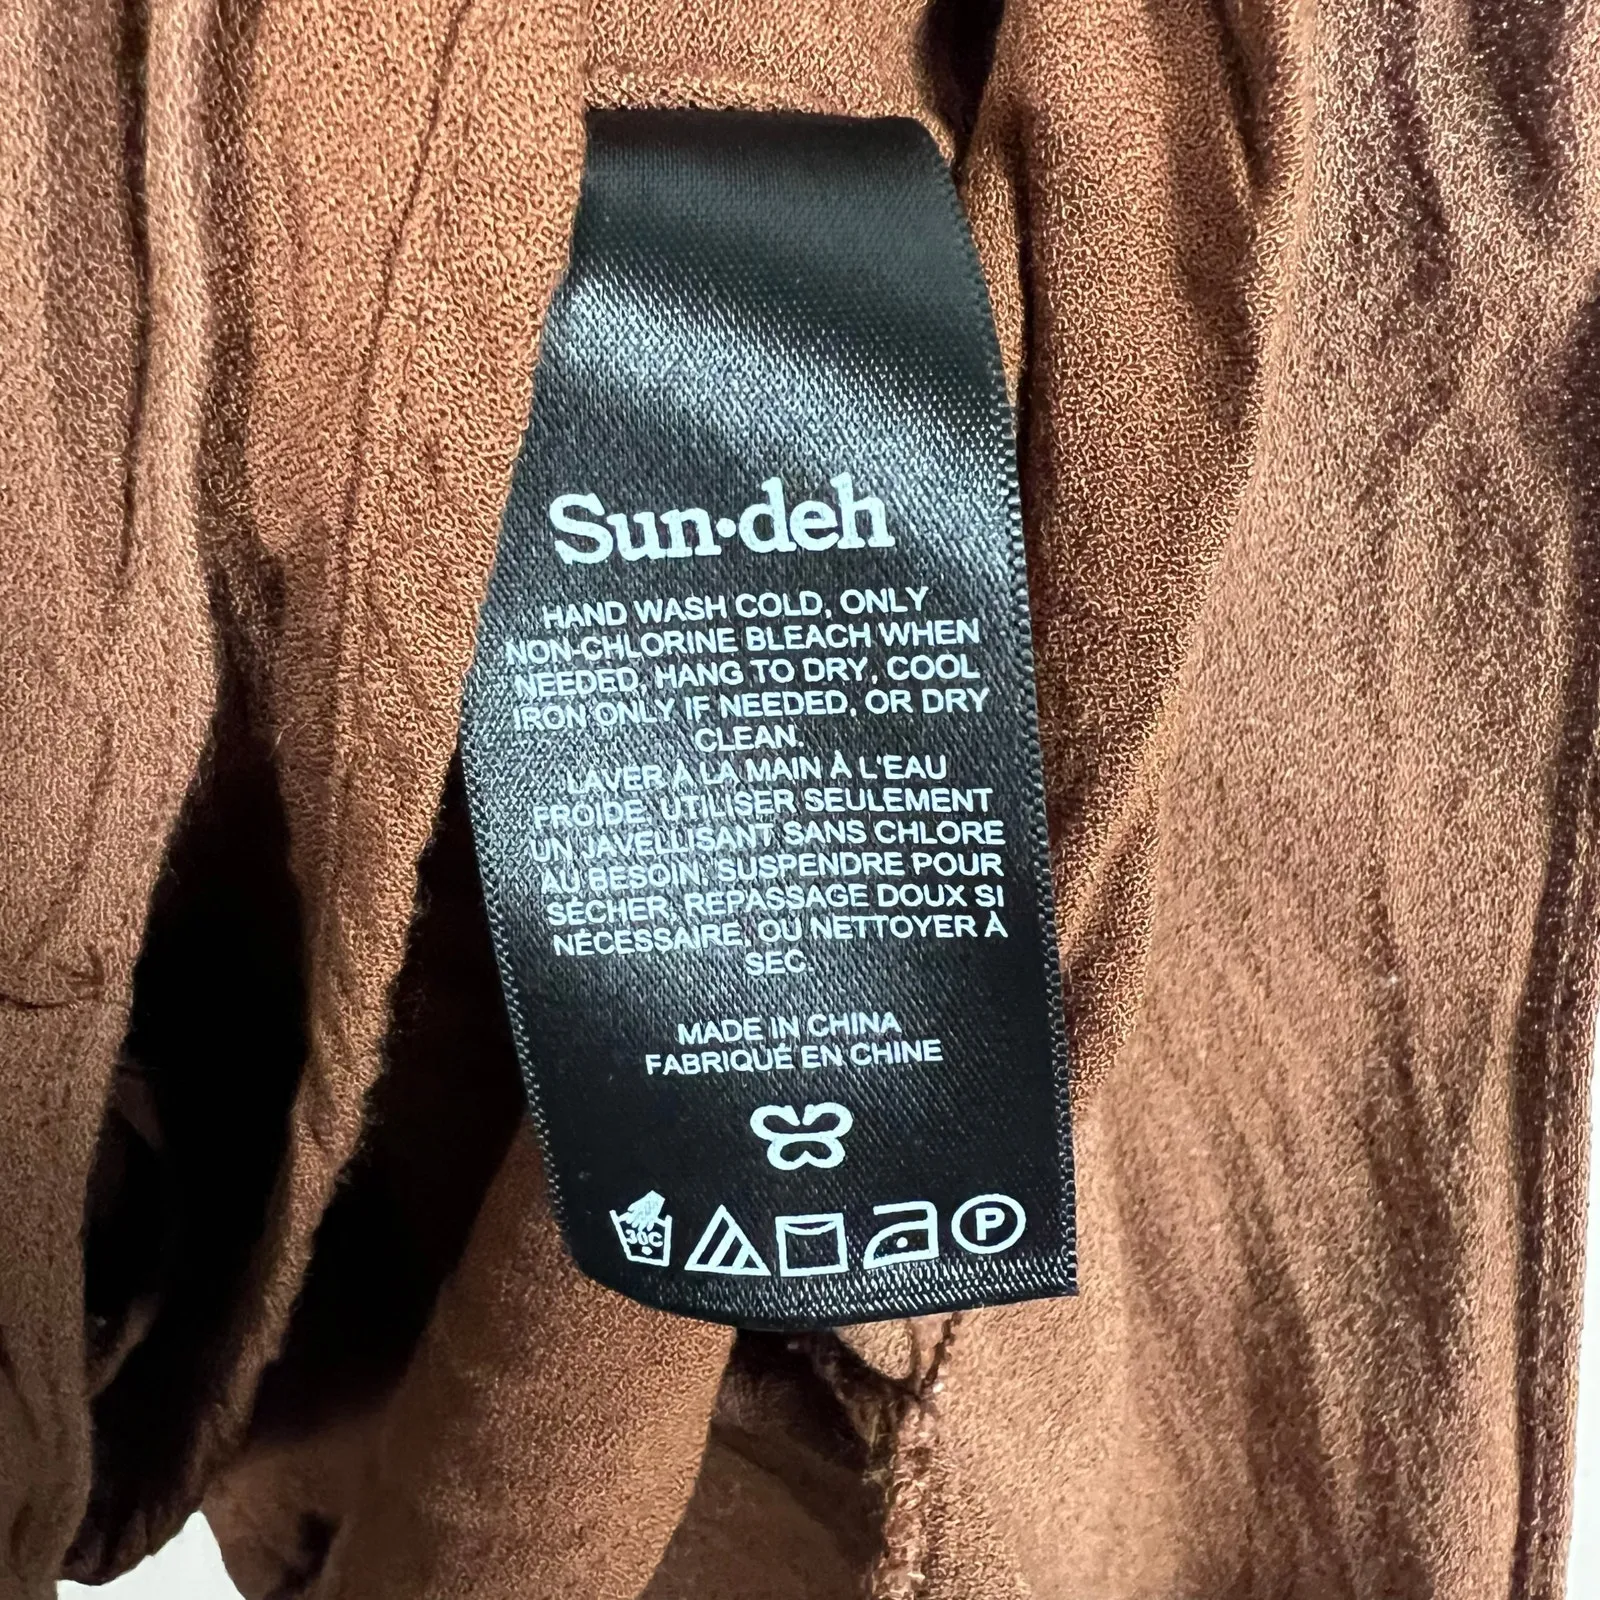 Sun·deh
HAND WASH COLD, ONLY
NON-CHLORINE BLEACH WHEN
NEEDED, HANG TO DRY, COOL
IRON ONLY IF NEEDED, OR DRY
CLEAN.
LAVER À LA MAIN À L'EAU
FROIDE, UTILISER SEULEMENT
UN JAVELLISANT SANS CHLORE
AU BESOIN, SUSPENDRE POUR
SÉCHER, REPASSAGE DOUX SI
NÉCESSAIRE, OU NETTOYER À
SEC.
MADE IN CHINA
FABRIQUÉ EN CHINE
30C P